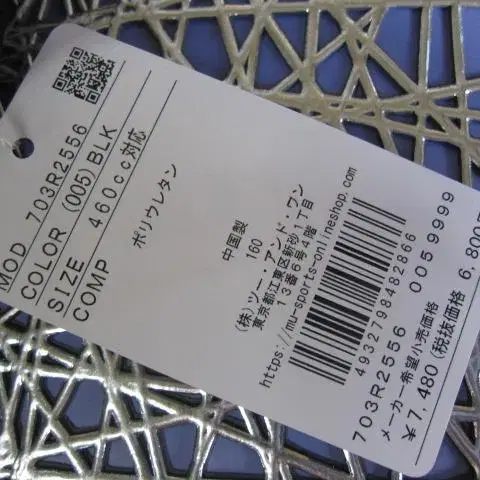 MOD 703R2556
COLOR (005) BLK
SIZE 460cc対応
COMP
ポリウレタン
中国製
160
(株)ツー・アンド・ワン
東京都江東区新砂1丁目
13番6号4階
https://mu-sports-onlineshop.com
4932798482866
703R2556 0059999
メーカー希望小売価格
¥7,480 (税抜価格 6,800